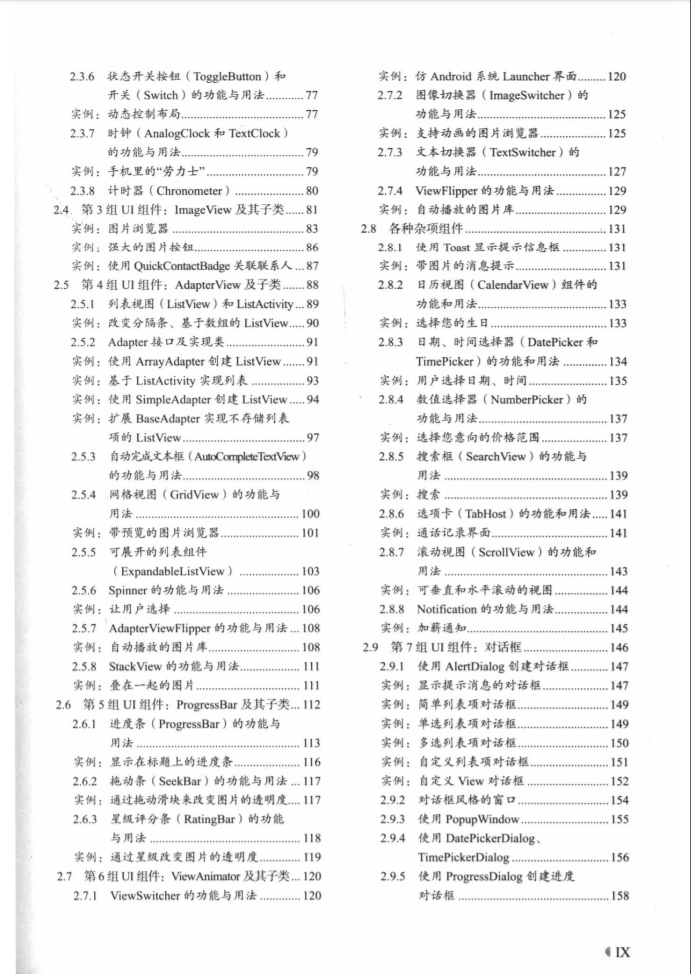 2.3.6 状态开关按钮（ToggleButton）和
开关（Switch）的功能与用法............77
实例：动态控制布局............77
2.3.7 时钟（AnalogClock 和 TextClock）
的功能与用法............79
实例：手机里的“劳力士”............79
2.3.8 计时器（Chronometer）............80
2.4 第 3 组 UI 组件：ImageView 及其子类......81
实例：图片浏览器............83
实例：强大的图片按钮............86
实例：使用 QuickContactBadge 关联联系人...87
2.5 第 4 组 UI 组件：AdapterView 及子类.......88
2.5.1 列表视图（ListView）和 ListActivity...89
实例：改变分隔条、基于数组的 ListView.....90
2.5.2 Adapter 接口及实现类............91
实例：使用 ArrayAdapter 创建 ListView.......91
实例：基于 ListActivity 实现列表............93
实例：使用 SimpleAdapter 创建 ListView.....94
实例：扩展 BaseAdapter 实现不存储列表
项的 ListView............97
2.5.3 自动完成文本框（AutoCompleteTextView）
的功能与用法............98
2.5.4 网格视图（GridView）的功能与
用法............100
实例：带预览的图片浏览器............101
2.5.5 可展开的列表组件
（ExpandableListView）............103
2.5.6 Spinner 的功能与用法............106
实例：让用户选择............106
2.5.7 AdapterViewFlipper 的功能与用法...108
实例：自动播放的图片库............108
2.5.8 StackView 的功能与用法............111
实例：叠在一起的图片............111
2.6 第 5 组 UI 组件：ProgressBar 及其子类...112
2.6.1 进度条（ProgressBar）的功能与
用法............113
实例：显示在标题上的进度条............116
2.6.2 拖动条（SeekBar）的功能与用法...117
实例：通过拖动滑块来改变图片的透明度....117
2.6.3 星级评分条（RatingBar）的功能
与用法............118
实例：通过星级改变图片的透明度............119
2.7 第 6 组 UI 组件：ViewAnimator 及其子类...120
2.7.1 ViewSwitcher 的功能与用法............120
实例：仿 Android 系统 Launcher 界面.........120
2.7.2 图像切换器（ImageSwitcher）的
功能与用法............125
实例：支持动画的图片浏览器............125
2.7.3 文本切换器（TextSwitcher）的
功能与用法............127
2.7.4 ViewFlipper 的功能与用法............129
实例：自动播放的图片库............129
2.8 各种杂项组件............131
2.8.1 使用 Toast 显示提示信息框............131
实例：带图片的消息提示............131
2.8.2 日历视图（CalendarView）组件的
功能和用法............133
实例：选择您的生日............133
2.8.3 日期、时间选择器（DatePicker 和
TimePicker）的功能和用法............134
实例：用户选择日期、时间............135
2.8.4 数值选择器（NumberPicker）的
功能与用法............137
实例：选择您意向的价格范围............137
2.8.5 搜索框（SearchView）的功能与
用法............139
实例：搜索............139
2.8.6 选项卡（TabHost）的功能和用法.....141
实例：通话记录界面............141
2.8.7 滚动视图（ScrollView）的功能和
用法............143
实例：可垂直和水平滚动的视图............144
2.8.8 Notification 的功能与用法............144
实例：加薪通知............145
2.9 第 7 组 UI 组件：对话框............146
2.9.1 使用 AlertDialog 创建对话框............147
实例：显示提示消息的对话框............147
实例：简单列表项对话框............149
实例：单选列表项对话框............149
实例：多选列表项对话框............150
实例：自定义列表项对话框............151
实例：自定义 View 对话框............152
2.9.2 对话框风格的窗口............154
2.9.3 使用 PopupWindow............155
2.9.4 使用 DatePickerDialog、
TimePickerDialog............156
2.9.5 使用 ProgressDialog 创建进度
对话框............158
IX